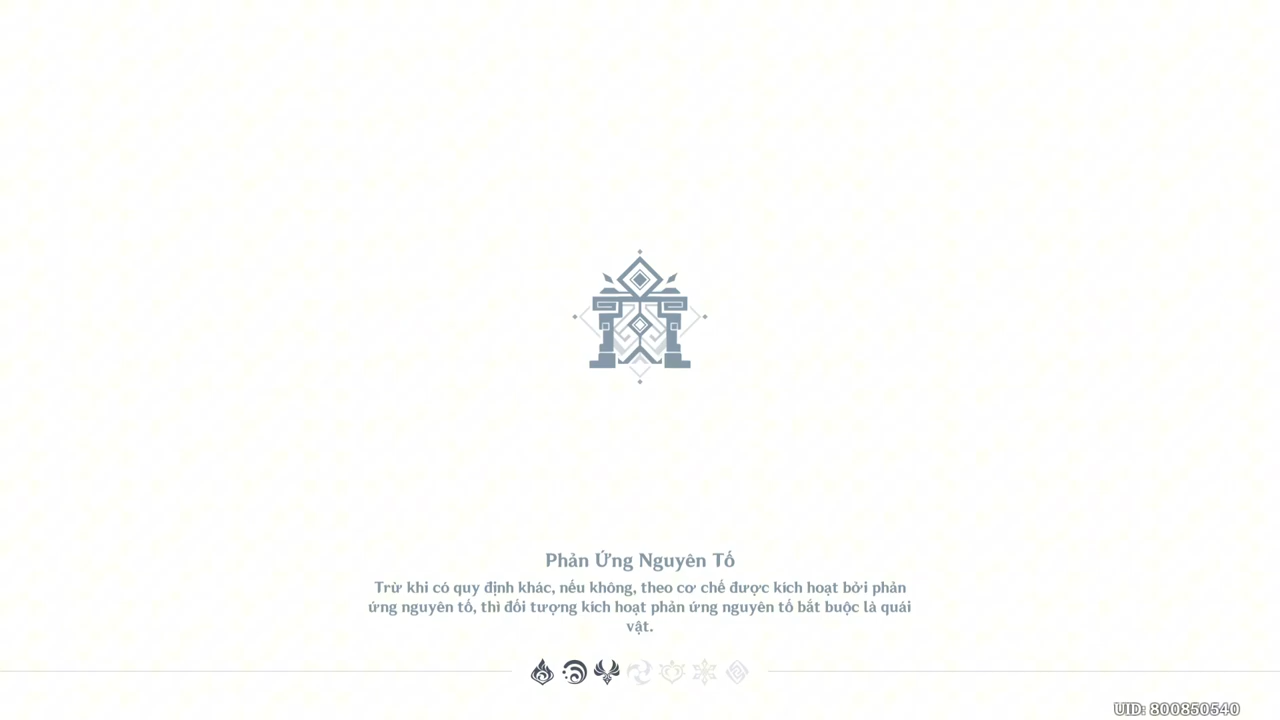 Phản Ứng Nguyên Tố
Trừ khi có quy định khác, nếu không, theo cơ chế được kích hoạt bởi phản
ứng nguyên tố, thì đối tượng kích hoạt phản ứng nguyên tố bắt buộc là quái
vật.
UID: 800850540